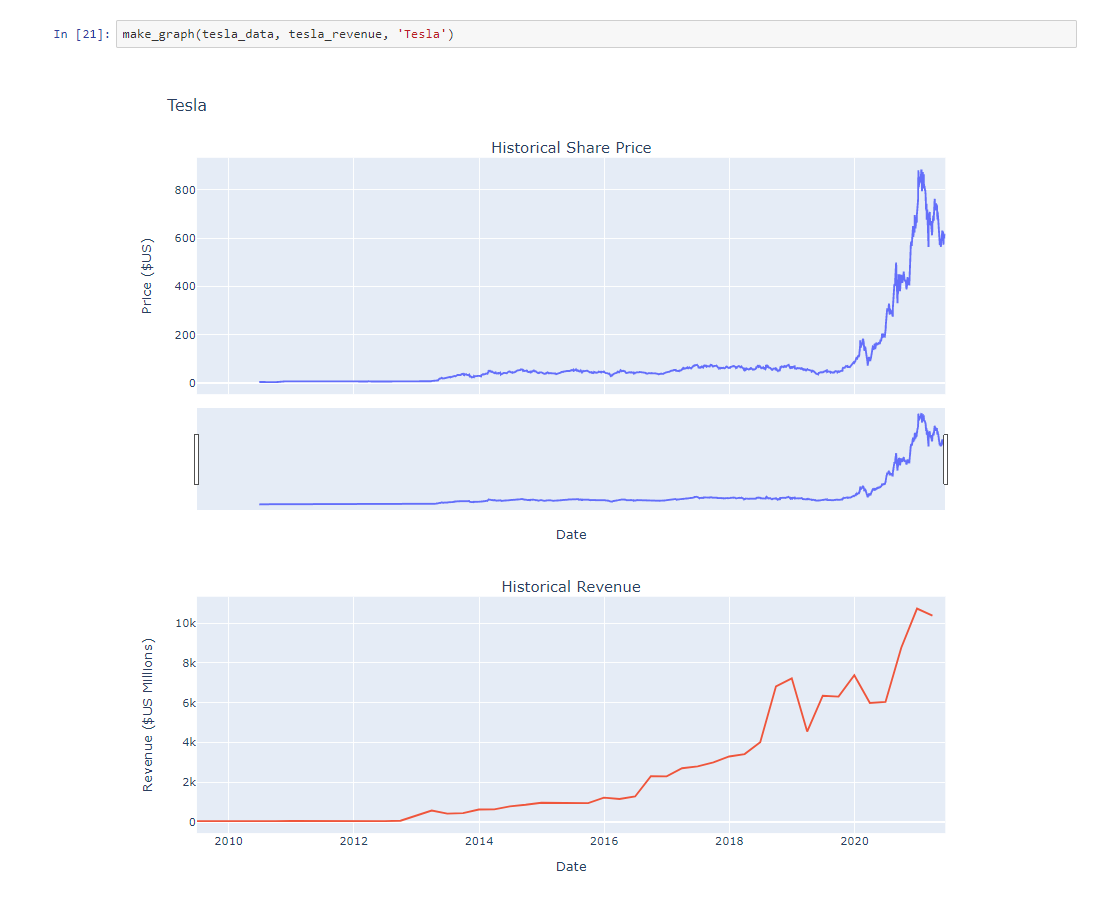 In [21]: make_graph(tesla_data, tesla_revenue, 'Tesla')
Tesla
Historical Share Price
800
600
400
200
0
Price ($US)
Date
Historical Revenue
10k
8k
6k
4k
2k
0
Revenue ($US Millions)
2010 2012 2014 2016 2018 2020
Date